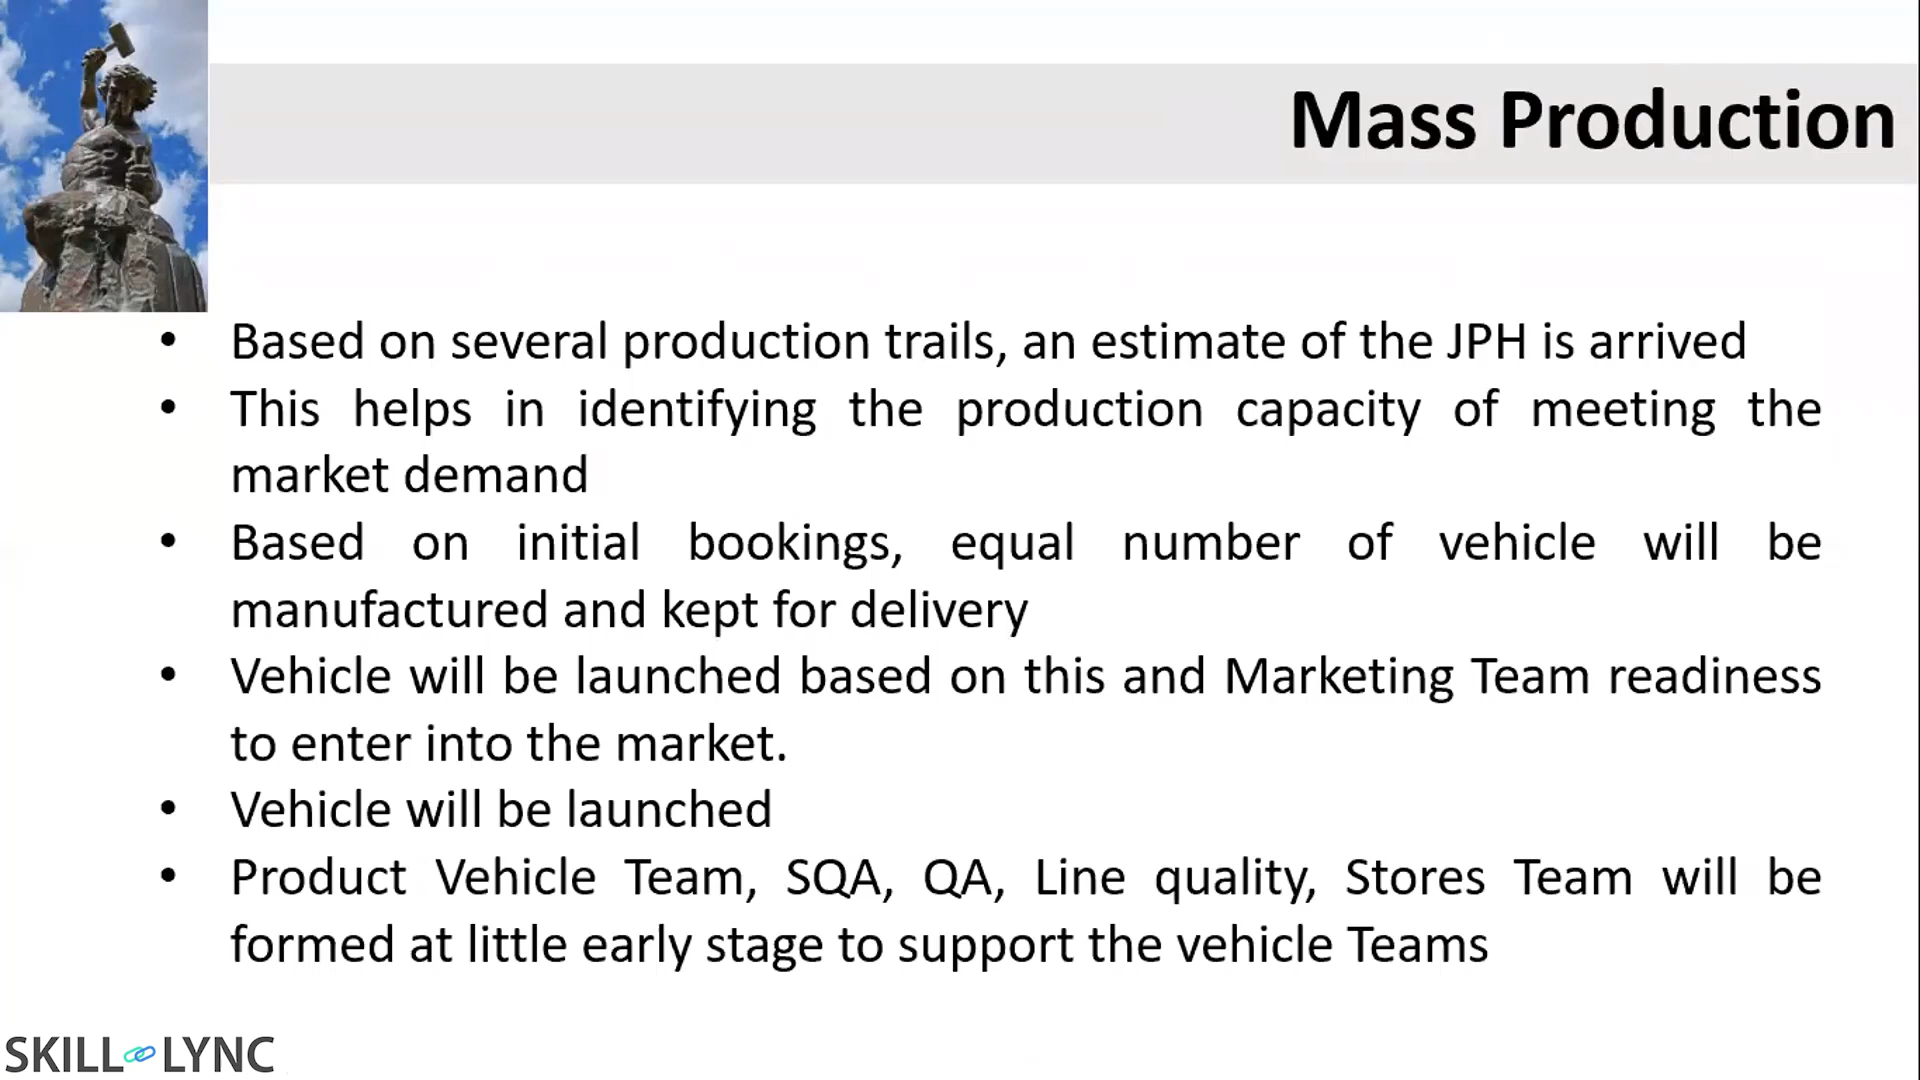 Mass Production
• Based on several production trails, an estimate of the JPH is arrived
• This helps in identifying the production capacity of meeting the
market demand
• Based on initial bookings, equal number of vehicle will be
manufactured and kept for delivery
• Vehicle will be launched based on this and Marketing Team readiness
to enter into the market.
• Vehicle will be launched
• Product Vehicle Team, SQA, QA, Line quality, Stores Team will be
formed at little early stage to support the vehicle Teams
SKILL LYNC